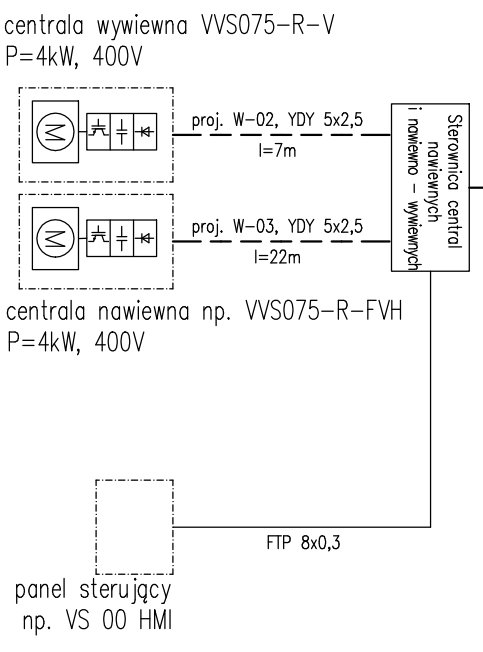 centrala wywiewna VVS075-R-V
P=4kW, 400V
M
proj. W-02, YDY 5x2,5
l=7m
Sterownica central
nawiewnych
i nawiewno - wywiewnych
M
proj. W-03, YDY 5x2,5
l=22m
centrala nawiewna np. VVS075-R-FVH
P=4kW, 400V
FTP 8x0,3
panel sterujący
np. VS 00 HMI